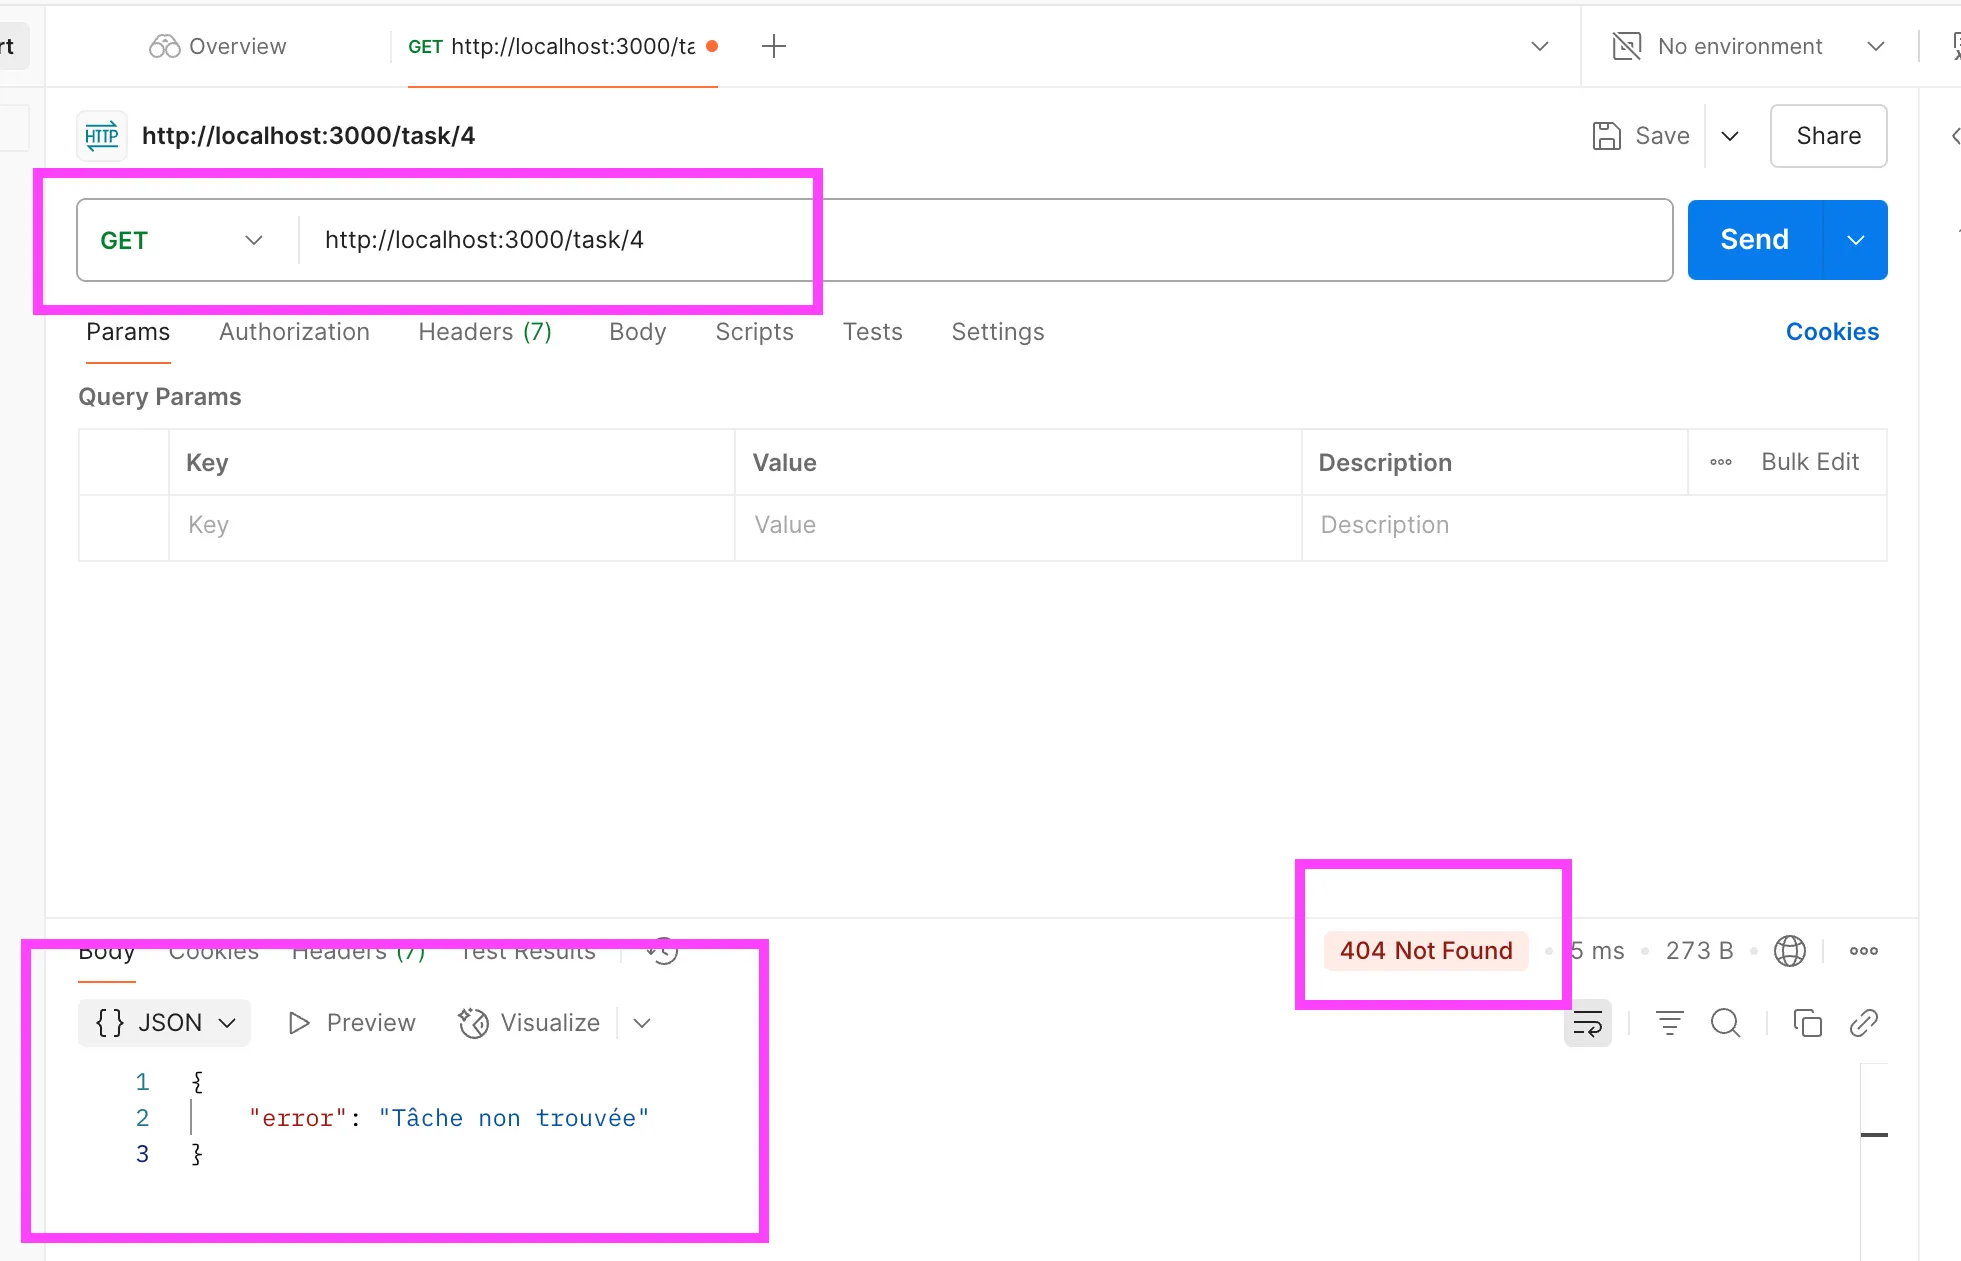 rt
Overview
GET http://localhost:3000/ta
No environment
HTTP http://localhost:3000/task/4
Save
Share
GET http://localhost:3000/task/4
Send
Params Authorization Headers (7) Body Scripts Tests Settings Cookies
Query Params
Key Value Description Bulk Edit
Key Value Description
Body Cookies Headers (7) Test Results
404 Not Found 5 ms 273 B
{} JSON Preview Visualize
1 {
2 "error": "Tâche non trouvée"
3 }